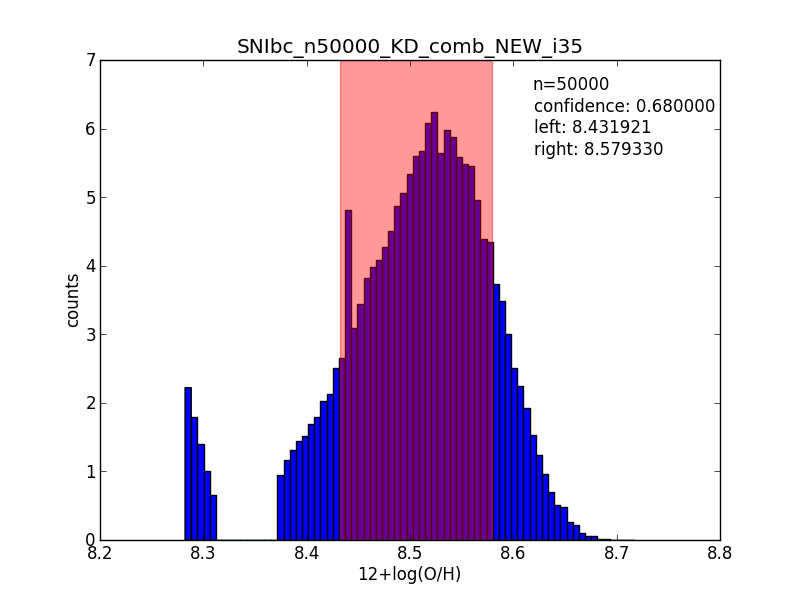 SNIbc_n50000_KD_comb_NEW_i35
7
6
5
4
3
2
1
0
counts
n=50000
confidence: 0.680000
left: 8.431921
right: 8.579330
8.2 8.3 8.4 8.5 8.6 8.7 8.8
12+log(O/H)